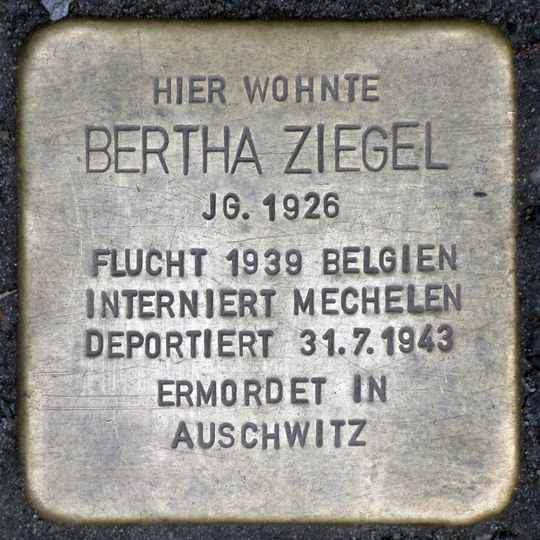 HIER WOHNTE
BERTHA ZIEGEL
JG. 1926
FLUCHT 1939 BELGIEN
INTERNIERT MECHELEN
DEPORTIERT 31.7.1943
ERMORDET IN
AUSCHWITZ